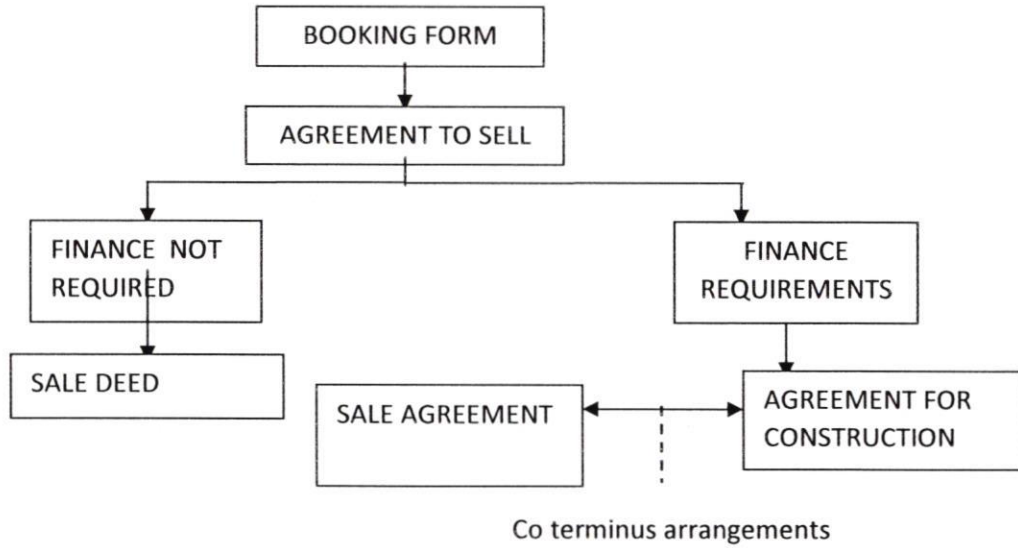 BOOKING FORM
AGREEMENT TO SELL
FINANCE NOT
REQUIRED
FINANCE
REQUIREMENTS
SALE DEED
SALE AGREEMENT
AGREEMENT FOR
CONSTRUCTION
Co terminus arrangements